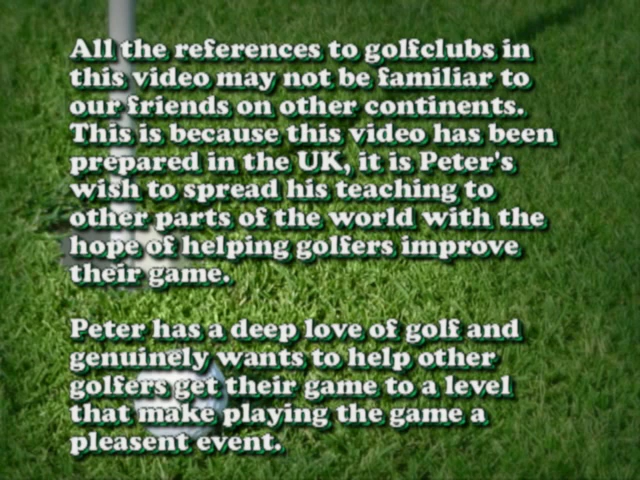 All the references to golfclubs in
this video may not be familiar to
our friends on other continents.
This is because this video has been
prepared in the UK, it is Peter's
wish to spread his teaching to
other parts of the world with the
hope of helping golfers improve
their game.
Peter has a deep love of golf and
genuinely wants to help other
golfers get their game to a level
that make playing the game a
pleasent event.